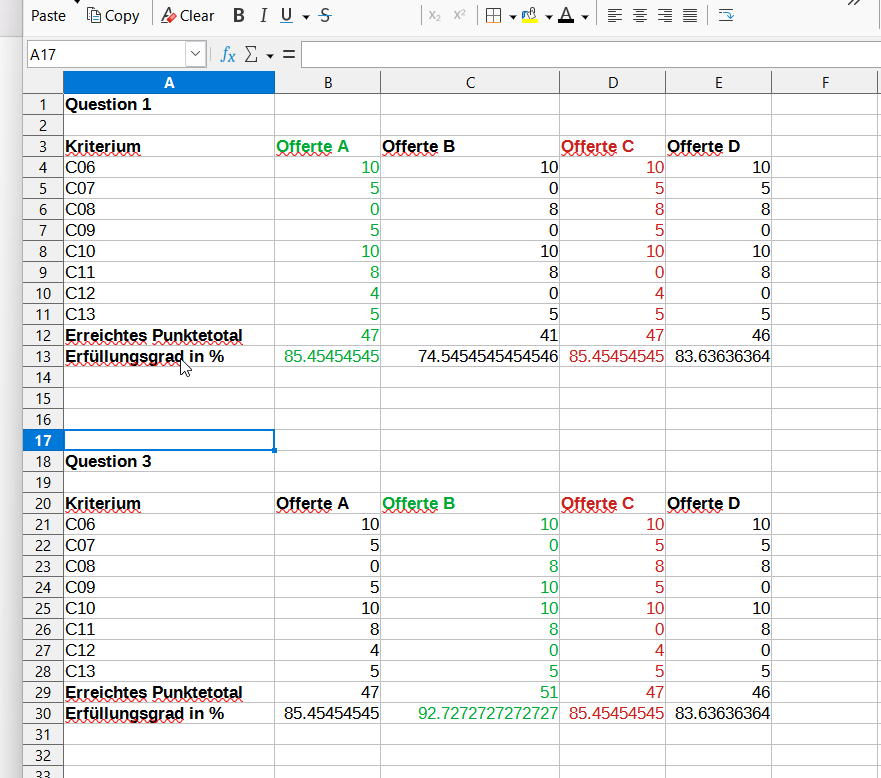 Paste Copy Clear B I U S x₂ x² A
A17 fx Σ =
A B C D E F
1 Question 1
2
3 Kriterium Offerte A Offerte B Offerte C Offerte D
4 C06 10 10 10 10
5 C07 5 0 5 5
6 C08 0 8 8 8
7 C09 5 0 5 0
8 C10 10 10 10 10
9 C11 8 8 0 8
10 C12 4 0 4 0
11 C13 5 5 5 5
12 Erreichtes Punktetotal 47 41 47 46
13 Erfüllungsgrad in % 85.45454545 74.5454545454546 85.45454545 83.63636364
14
15
16
17
18 Question 3
19
20 Kriterium Offerte A Offerte B Offerte C Offerte D
21 C06 10 10 10 10
22 C07 5 0 5 5
23 C08 0 8 8 8
24 C09 5 10 5 0
25 C10 10 10 10 10
26 C11 8 8 0 8
27 C12 4 0 4 0
28 C13 5 5 5 5
29 Erreichtes Punktetotal 47 51 47 46
30 Erfüllungsgrad in % 85.45454545 92.7272727272727 85.45454545 83.63636364
31
32
33